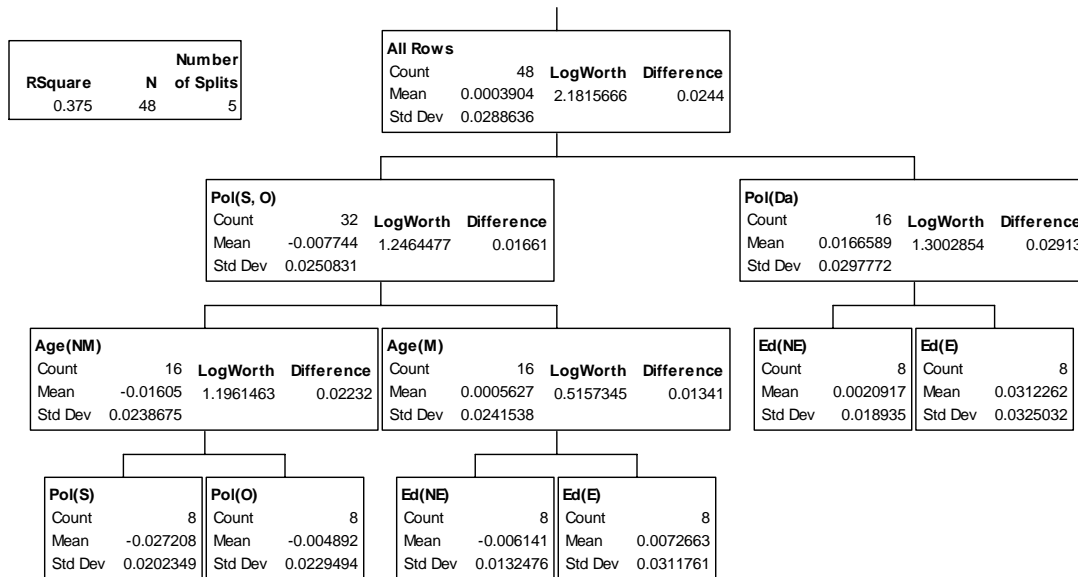 Number
RSquare N of Splits
0.375 48 5
All Rows
Count 48 LogWorth Difference
Mean 0.0003904 2.1815666 0.0244
Std Dev 0.0288636
Pol(S, O)
Count 32 LogWorth Difference
Mean -0.007744 1.2464477 0.01661
Std Dev 0.0250831
Pol(Da)
Count 16 LogWorth Difference
Mean 0.0166589 1.3002854 0.02913
Std Dev 0.0297772
Age(NM)
Count 16 LogWorth Difference
Mean -0.01605 1.1961463 0.02232
Std Dev 0.0238675
Age(M)
Count 16 LogWorth Difference
Mean 0.0005627 0.5157345 0.01341
Std Dev 0.0241538
Ed(NE)
Count 8
Mean 0.0020917
Std Dev 0.018935
Ed(E)
Count 8
Mean 0.0312262
Std Dev 0.0325032
Pol(S)
Count 8
Mean -0.027208
Std Dev 0.0202349
Pol(O)
Count 8
Mean -0.004892
Std Dev 0.0229494
Ed(NE)
Count 8
Mean -0.006141
Std Dev 0.0132476
Ed(E)
Count 8
Mean 0.0072663
Std Dev 0.0311761